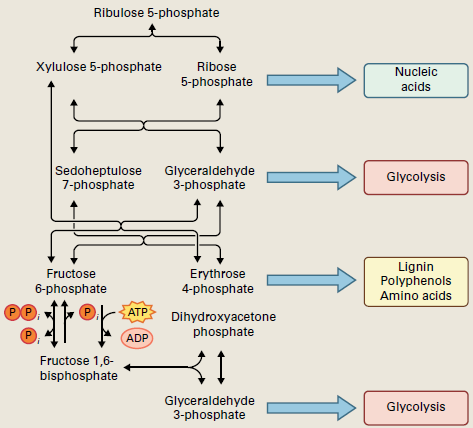 Ribulose 5-phosphate
Xylulose 5-phosphate
Ribose
5-phosphate
Nucleic
acids
Sedoheptulose
7-phosphate
Glyceraldehyde
3-phosphate
Glycolysis
Fructose
6-phosphate
Erythrose
4-phosphate
Lignin
Polyphenols
Amino acids
P P i
P i
P i
ATP
ADP
Dihydroxyacetone
phosphate
Fructose 1,6-
bisphosphate
Glyceraldehyde
3-phosphate
Glycolysis